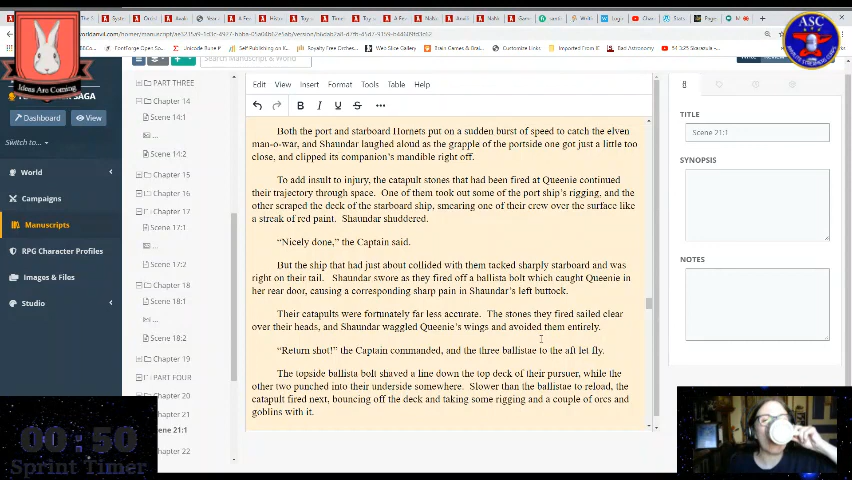 IDEAS ARE COMING
SAGA
Dashboard
View
Switch to...
World
Campaigns
Manuscripts
RPG Character Profiles
Images & Files
Studio
Search Manuscript & World
PART THREE
Chapter 14
Scene 14:1
...
Scene 14:2
Chapter 15
Chapter 16
Chapter 17
Scene 17:1
...
Scene 17:2
Chapter 18
Scene 18:1
...
Scene 18:2
Chapter 19
PART FOUR
Chapter 20
Chapter 21
Scene 21:1
Chapter 22
Edit View Insert Format Tools Table Help
B I U S
Both the port and starboard Hornets put on a sudden burst of speed to catch the elven
man-o-war, and Shaundar laughed aloud as the grapple of the portside one got just a little too
close, and clipped its companion's mandible right off.
To add insult to injury, the catapult stones that had been fired at Queenie continued
their trajectory through space. One of them took out some of the port ship's rigging, and the
other scraped the deck of the starboard ship, smearing one of their crew over the surface like
a streak of red paint. Shaundar shuddered.
“Nicely done,” the Captain said.
But the ship that had just about collided with them tacked sharply starboard and was
right on their tail. Shaundar swore as they fired off a ballista bolt which caught Queenie in
her rear door, causing a corresponding sharp pain in Shaundar's left buttock.
Their catapults were fortunately far less accurate. The stones they fired sailed clear
over their heads, and Shaundar waggled Queenie's wings and avoided them entirely.
“Return shot!” the Captain commanded, and the three ballistae to the aft let fly.
The topside ballista bolt shaved a line down the top deck of their pursuer, while the
other two punched into their underside somewhere. Slower than the ballistae to reload, the
catapult fired next, bouncing off the deck and taking some rigging and a couple of orcs and
goblins with it.
TITLE
Scene 21:1
SYNOPSIS
NOTES
ASC
00:50
Sprint Timer